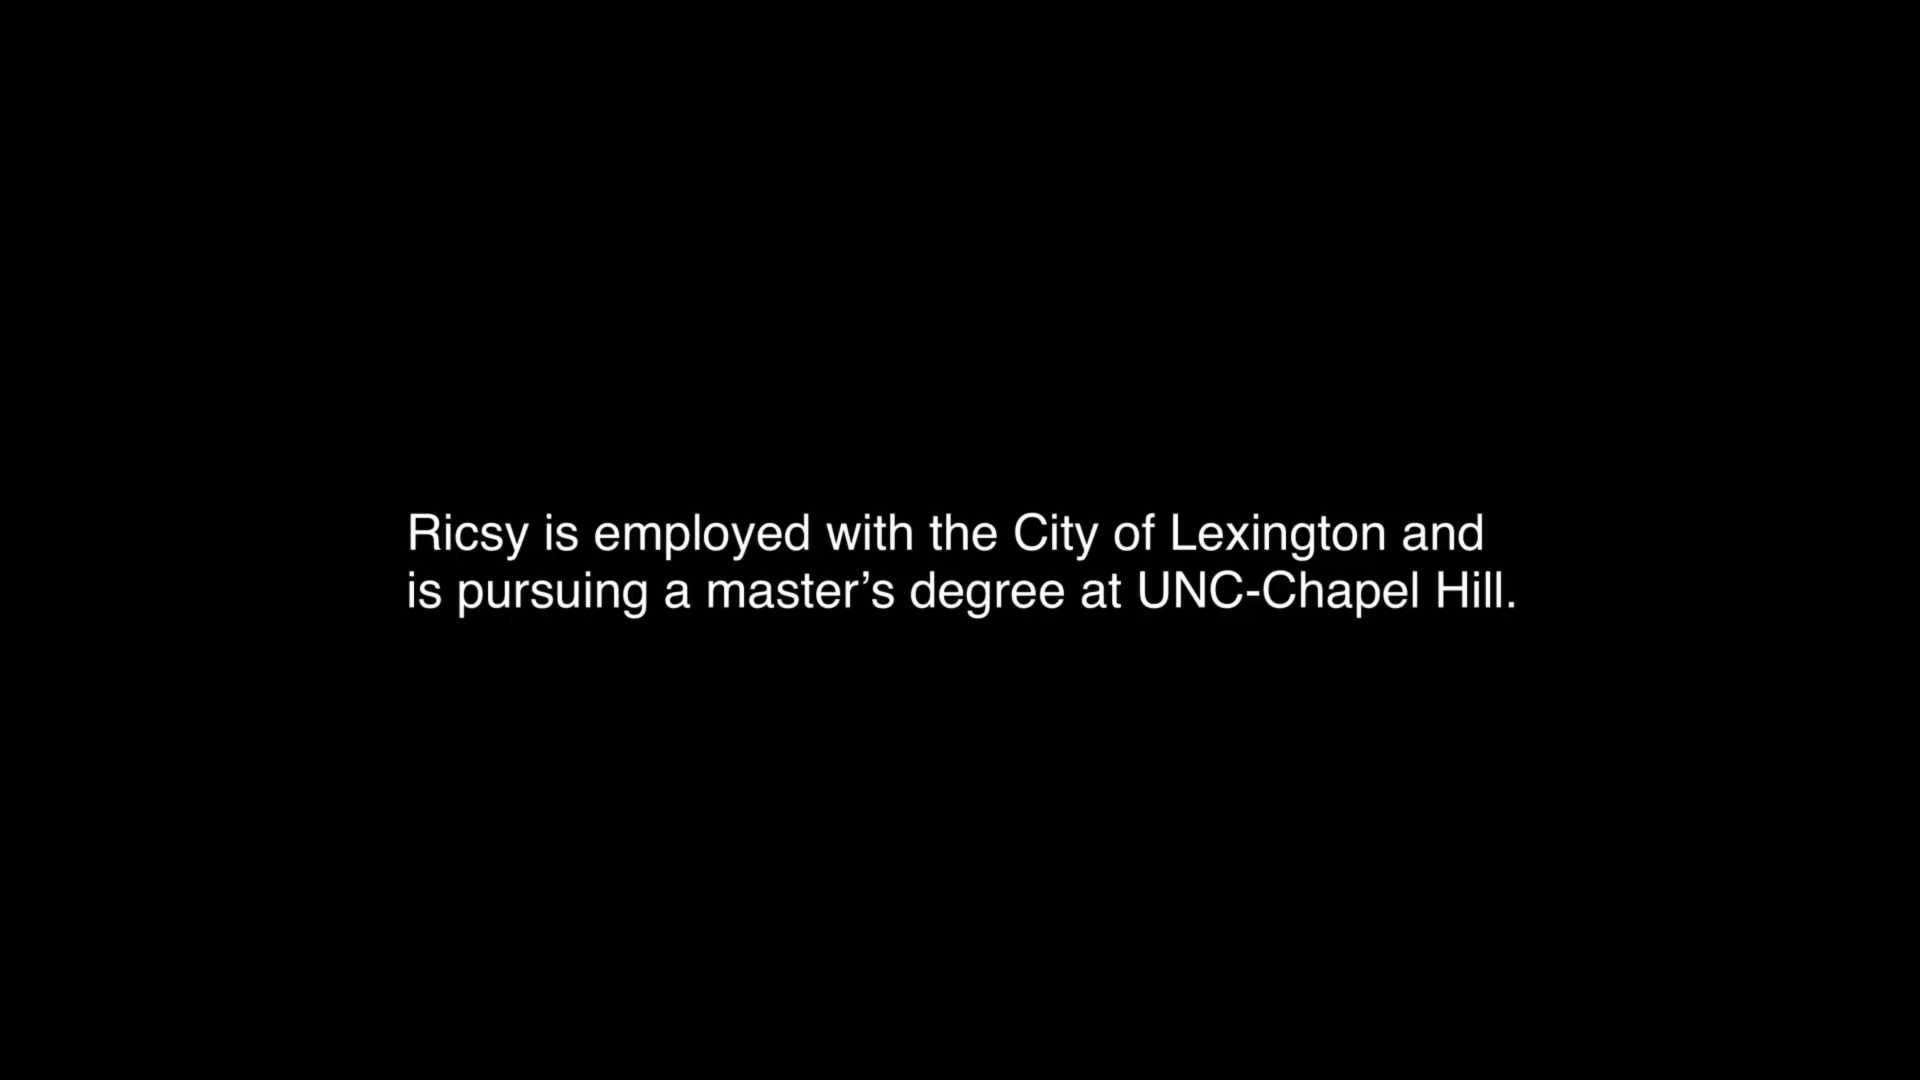 Ricsy is employed with the City of Lexington and
is pursuing a master’s degree at UNC-Chapel Hill.